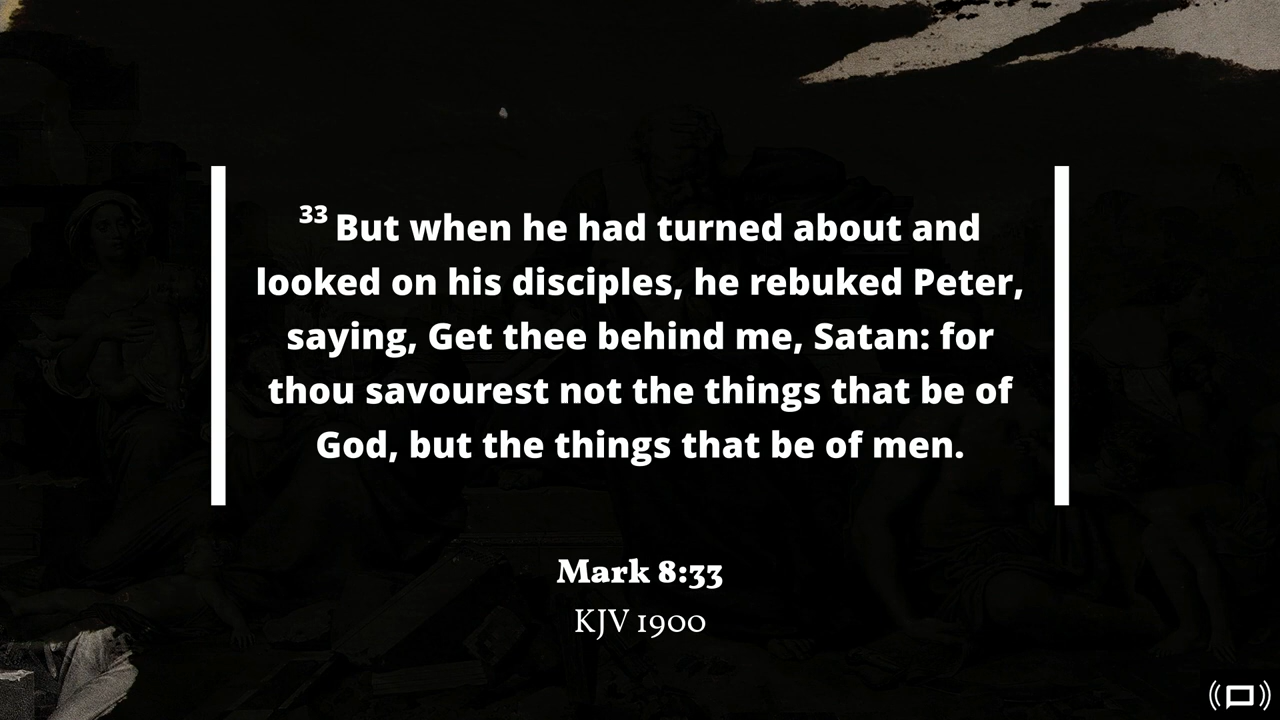 33 But when he had turned about and
looked on his disciples, he rebuked Peter,
saying, Get thee behind me, Satan: for
thou savourest not the things that be of
God, but the things that be of men.
Mark 8:33
KJV 1900